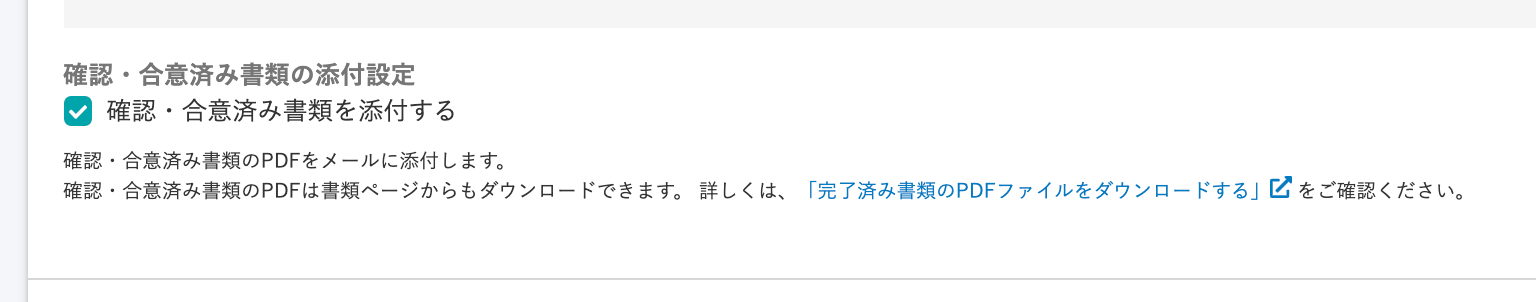 確認・合意済み書類の添付設定
確認・合意済み書類を添付する
確認・合意済み書類のPDFをメールに添付します。
確認・合意済み書類のPDFは書類ページからもダウンロードできます。 詳しくは、「完了済み書類のPDFファイルをダウンロードする」をご確認ください。